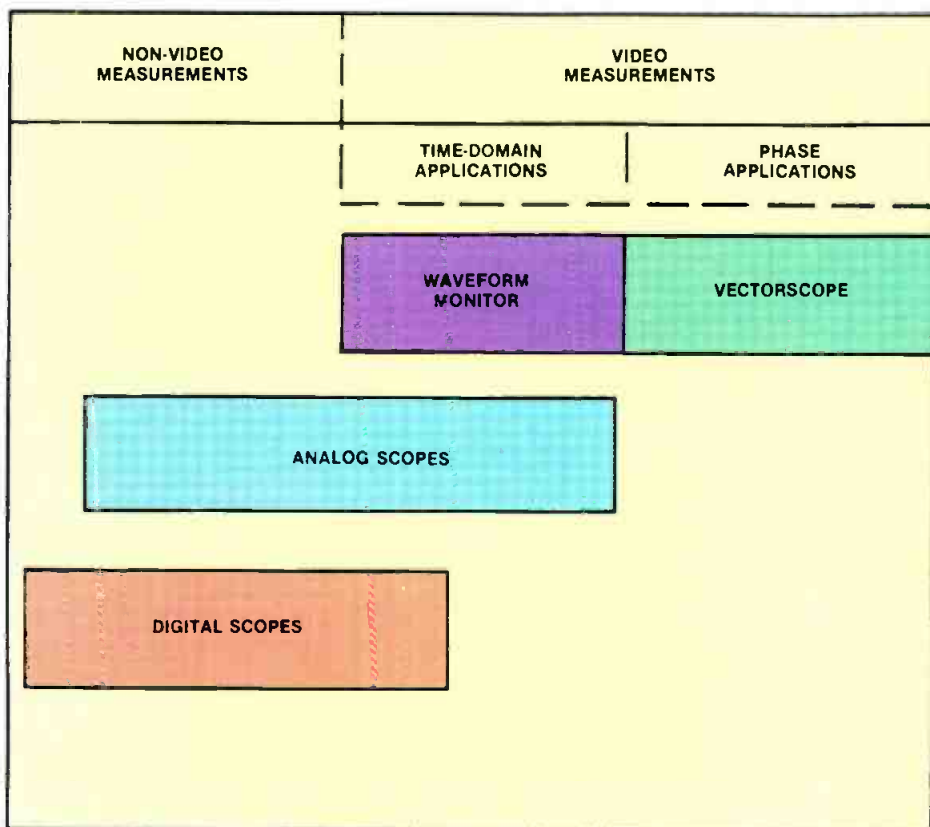 NON-VIDEO
MEASUREMENTS
VIDEO
MEASUREMENTS
TIME-DOMAIN
APPLICATIONS
PHASE
APPLICATIONS
WAVEFORM
MONITOR
VECTORSCOPE
ANALOG SCOPES
DIGITAL SCOPES